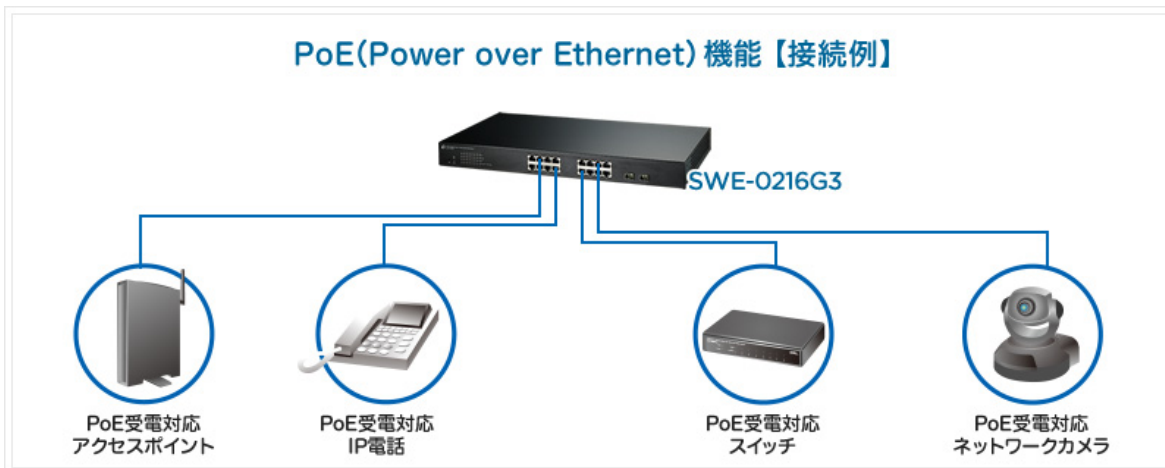 PoE(Power over Ethernet)機能【接続例】
SWE-0216G3
PoE受電対応
アクセスポイント
PoE受電対応
IP電話
PoE受電対応
スイッチ
PoE受電対応
ネットワークカメラ